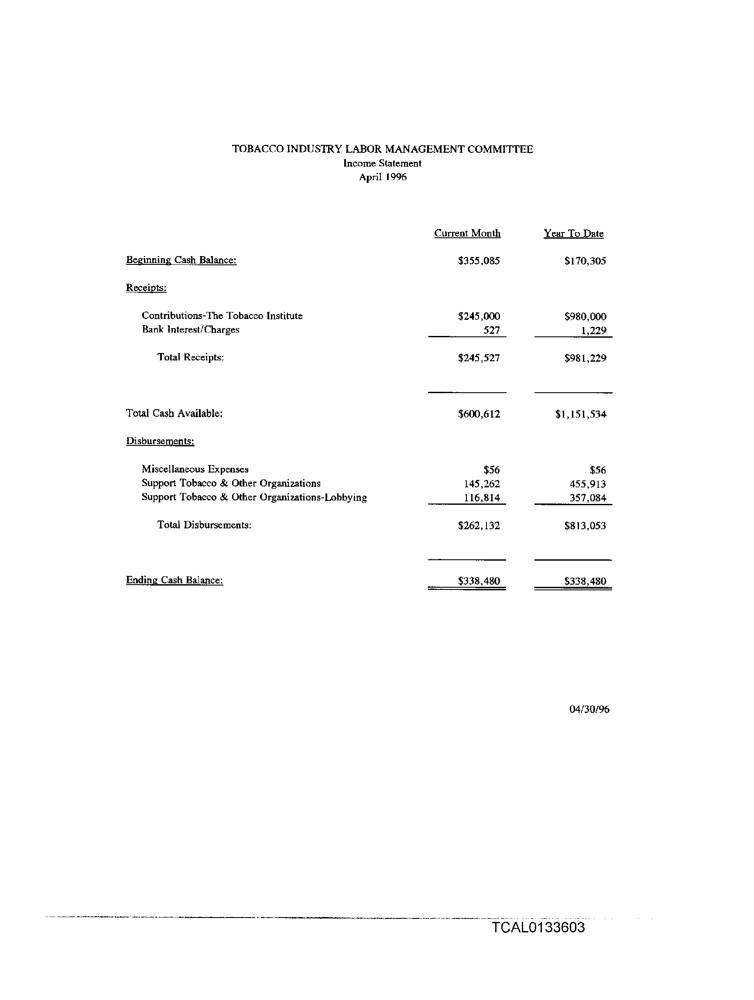 TOBACCO INDUSTRY LABOR MANAGEMENT COMMITTEE
Income Statement
April 1996
Current Month Year To Date
Beginning Cash Balance: $355,085 $170,305
Receipts:
Contributions-The Tobacco Institute $245,000 $980,000
Bank Interest/Charges 527 1,229
Total Receipts: $245,527 $981,229
Total Cash Available: $600,612 $1,151,534
Disbursements:
Miscellaneous Expenses $56 $56
Support Tobacco & Other Organizations 145,262 455,913
Support Tobacco & Other Organizations-Lobbying 116,814 357,084
Total Disbursements: $262,132 $813,053
Ending Cash Balance: $338,480 $338,480
04/30/96
TCAL0133603